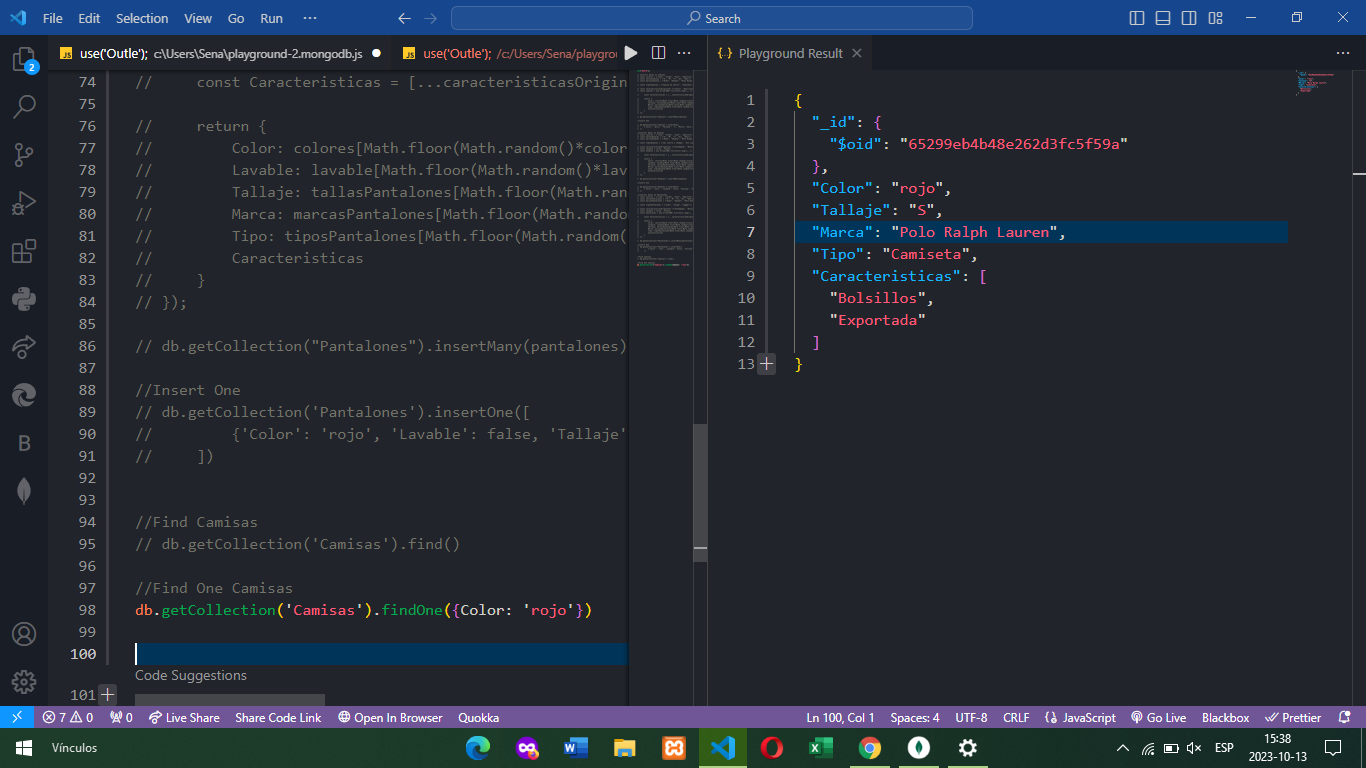 File Edit Selection View Go Run ··· Search
use('Outle'); c:\Users\Sena\playground-2.mongodb.js
use('Outle'); /c:/Users/Sena/playgrou
Playground Result
74 //     const Caracteristicas = [...caracteristicasOrigin
75
76 //     return {
77 //         Color: colores[Math.floor(Math.random()*color
78 //         Lavable: lavable[Math.floor(Math.random()*lav
79 //         Tallaje: tallasPantalones[Math.floor(Math.ran
80 //         Marca: marcasPantalones[Math.floor(Math.rando
81 //         Tipo: tiposPantalones[Math.floor(Math.random(
82 //         Caracteristicas
83 //     }
84 // });
85
86 // db.getCollection("Pantalones").insertMany(pantalones)
87
88 //Insert One
89 // db.getCollection('Pantalones').insertOne([
90 //         {'Color': 'rojo', 'Lavable': false, 'Tallaje'
91 //     ])
92
93
94 //Find Camisas
95 // db.getCollection('Camisas').find()
96
97 //Find One Camisas
98 db.getCollection('Camisas').findOne({Color: 'rojo'})
99
100
Code Suggestions
101
1 {
2   "_id": {
3     "$oid": "65299eb4b48e262d3fc5f59a"
4   },
5   "Color": "rojo",
6   "Tallaje": "S",
7   "Marca": "Polo Ralph Lauren",
8   "Tipo": "Camiseta",
9   "Caracteristicas": [
10     "Bolsillos",
11     "Exportada"
12   ]
13 }
2
B
7 0 0 Live Share Share Code Link Open In Browser Quokka Ln 100, Col 1 Spaces: 4 UTF-8 CRLF JavaScript Go Live Blackbox Prettier
Vínculos
ESP
15:38
2023-10-13